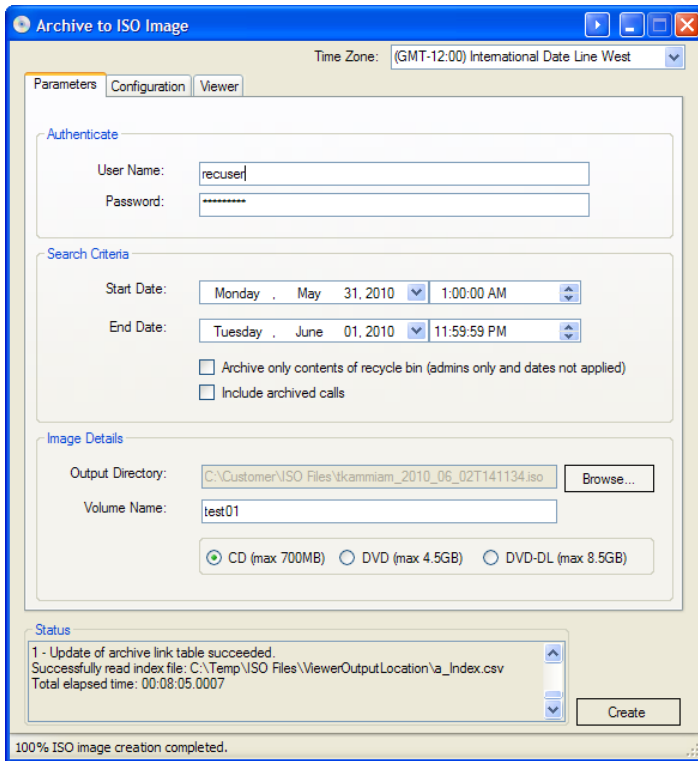 Archive to ISO Image
Time Zone: (GMT-12:00) International Date Line West
Parameters Configuration Viewer
Authenticate
User Name: recuser
Password: *********
Search Criteria
Start Date: Monday , May 31, 2010 1:00:00 AM
End Date: Tuesday , June 01, 2010 11:59:59 PM
Archive only contents of recycle bin (admins only and dates not applied)
Include archived calls
Image Details
Output Directory: C:\Customer\ISO Files\tkammiam_2010_06_02T141134.iso Browse...
Volume Name: test01
CD (max 700MB) DVD (max 4.5GB) DVD-DL (max 8.5GB)
Status
1 - Update of archive link table succeeded.
Successfully read index file: C:\Temp\ISO Files\ViewerOutputLocation\a_Index.csv
Total elapsed time: 00:08:05.0007
Create
100% ISO image creation completed.